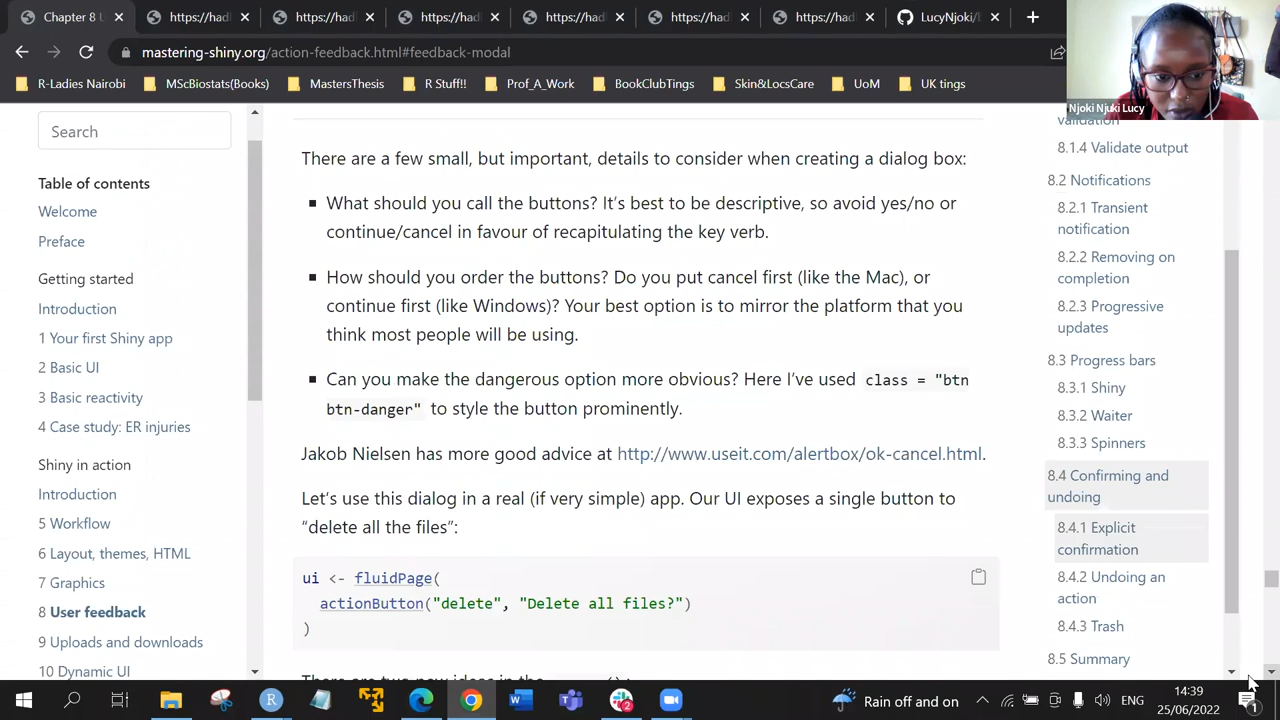 Chapter 8 U
https://hadl
https://had
https://had
https://had
https://had
https://had
LucyNjoki/l
mastering-shiny.org/action-feedback.html#feedback-modal
R-Ladies Nairobi
MScBiostats(Books)
MastersThesis
R Stuff!!
Prof_&_Work
BookClubTings
Skin&LocsCare
UoM
UK tings
Njoki Njuki Lucy
Search
Table of contents
Welcome
Preface
Getting started
Introduction
1 Your first Shiny app
2 Basic UI
3 Basic reactivity
4 Case study: ER injuries
Shiny in action
Introduction
5 Workflow
6 Layout, themes, HTML
7 Graphics
8 User feedback
9 Uploads and downloads
10 Dynamic UI
There are a few small, but important, details to consider when creating a dialog box:
What should you call the buttons? It's best to be descriptive, so avoid yes/no or
continue/cancel in favour of recapitulating the key verb.
How should you order the buttons? Do you put cancel first (like the Mac), or
continue first (like Windows)? Your best option is to mirror the platform that you
think most people will be using.
Can you make the dangerous option more obvious? Here I've used class = "btn
btn-danger" to style the button prominently.
Jakob Nielsen has more good advice at http://www.useit.com/alertbox/ok-cancel.html.
Let's use this dialog in a real (if very simple) app. Our UI exposes a single button to
“delete all the files”:
ui <- fluidPage(
actionButton("delete", "Delete all files?")
)
There are two new ideas in the
validation
8.1.4 Validate output
8.2 Notifications
8.2.1 Transient
notification
8.2.2 Removing on
completion
8.2.3 Progressive
updates
8.3 Progress bars
8.3.1 Shiny
8.3.2 Waiter
8.3.3 Spinners
8.4 Confirming and
undoing
8.4.1 Explicit
confirmation
8.4.2 Undoing an
action
8.4.3 Trash
8.5 Summary
Rain off and on
ENG
14:39
25/06/2022